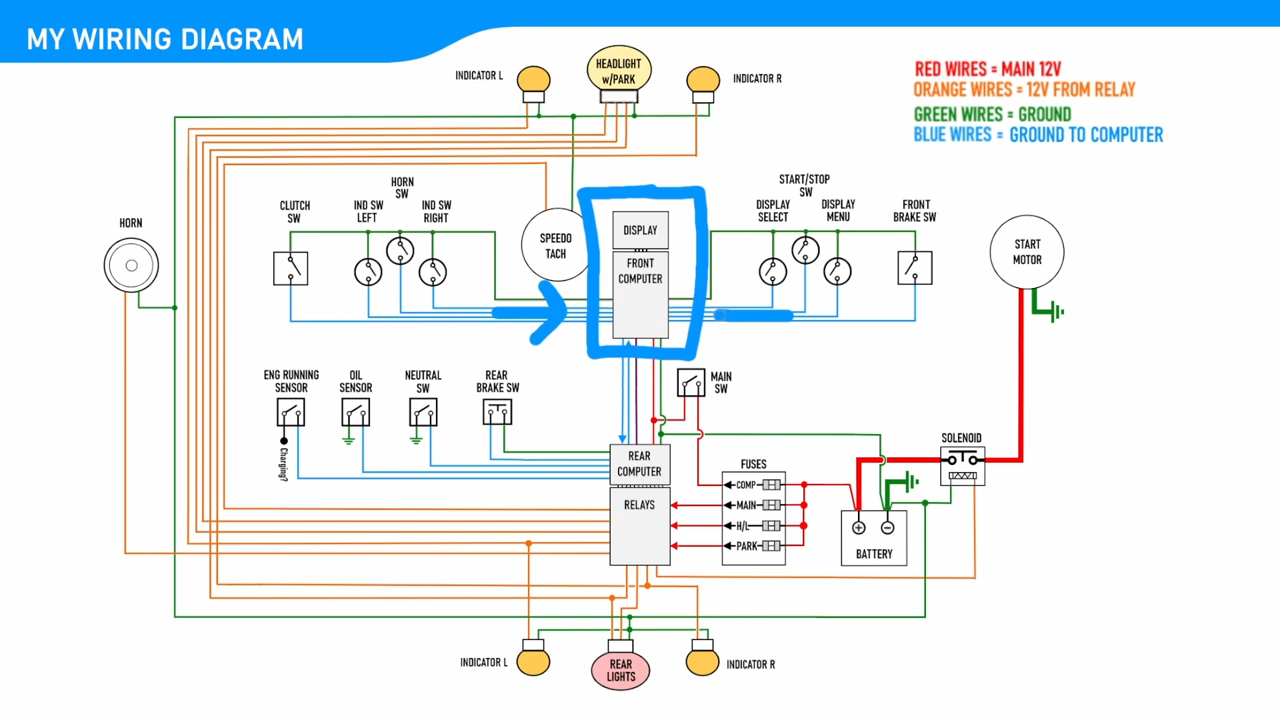 MY WIRING DIAGRAM
RED WIRES = MAIN 12V
ORANGE WIRES = 12V FROM RELAY
GREEN WIRES = GROUND
BLUE WIRES = GROUND TO COMPUTER
INDICATOR L
HEADLIGHT
w/PARK
INDICATOR R
HORN
CLUTCH
SW
IND SW
LEFT
HORN
SW
IND SW
RIGHT
SPEEDO
TACH
DISPLAY
FRONT
COMPUTER
DISPLAY
SELECT
START/STOP
SW
DISPLAY
MENU
FRONT
BRAKE SW
START
MOTOR
ENG RUNNING
SENSOR
Charging?
OIL
SENSOR
NEUTRAL
SW
REAR
BRAKE SW
MAIN
SW
REAR
COMPUTER
RELAYS
FUSES
COMP
MAIN
H/L
PARK
SOLENOID
+ −
BATTERY
INDICATOR L
REAR
LIGHTS
INDICATOR R